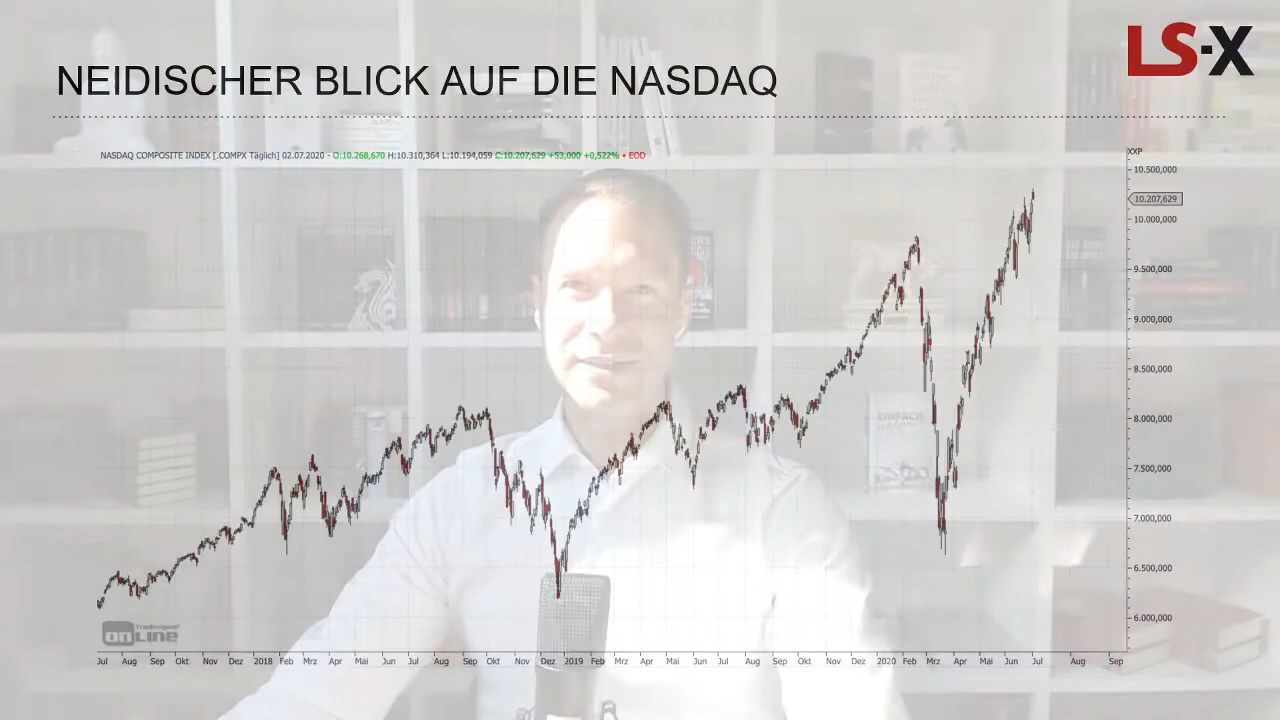 LS-X
NEIDISCHER BLICK AUF DIE NASDAQ
NASDAQ COMPOSITE INDEX [.COMPX Täglich] 02.07.2020 - O:10.268,670 H:10.310,364 L:10.194,059 C:10.207,629 +53,000 +0,522% • EOD
XXP
10.500,000
10.207,629
10.000,000
9.500,000
9.000,000
8.500,000
8.000,000
7.500,000
7.000,000
6.500,000
6.000,000
EINFACH
Tradesignal
ONLINE
Jul Aug Sep Okt Nov Dez 2018 Feb Mrz Apr Mai Jun Jul Aug Sep Okt Nov Dez 2019 Feb Mrz Apr Mai Jun Jul Aug Sep Okt Nov Dez 2020 Feb Mrz Apr Mai Jun Jul Aug Sep